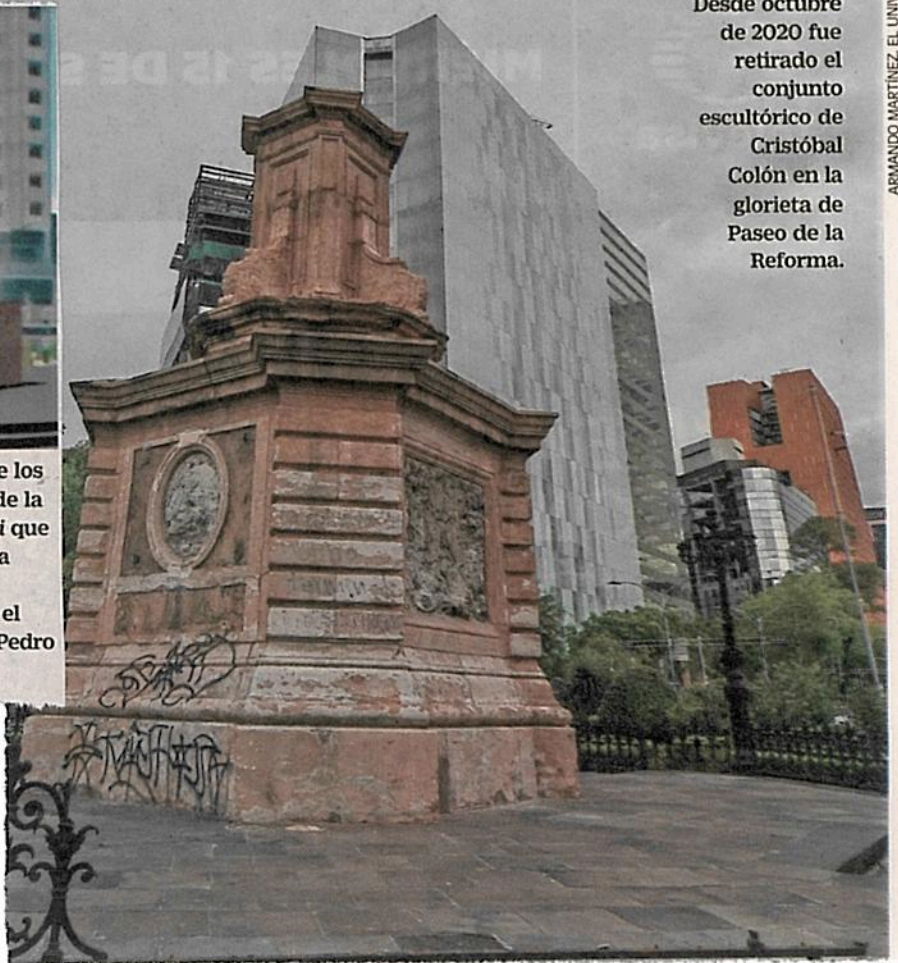 Desde octubre
de 2020 fue
retirado el
conjunto
escultórico de
Cristóbal
Colón en la
glorieta de
Paseo de la
Reforma.
ARMANDO MARTÍNEZ. EL
e los
de la
i que
a
el
Pedro